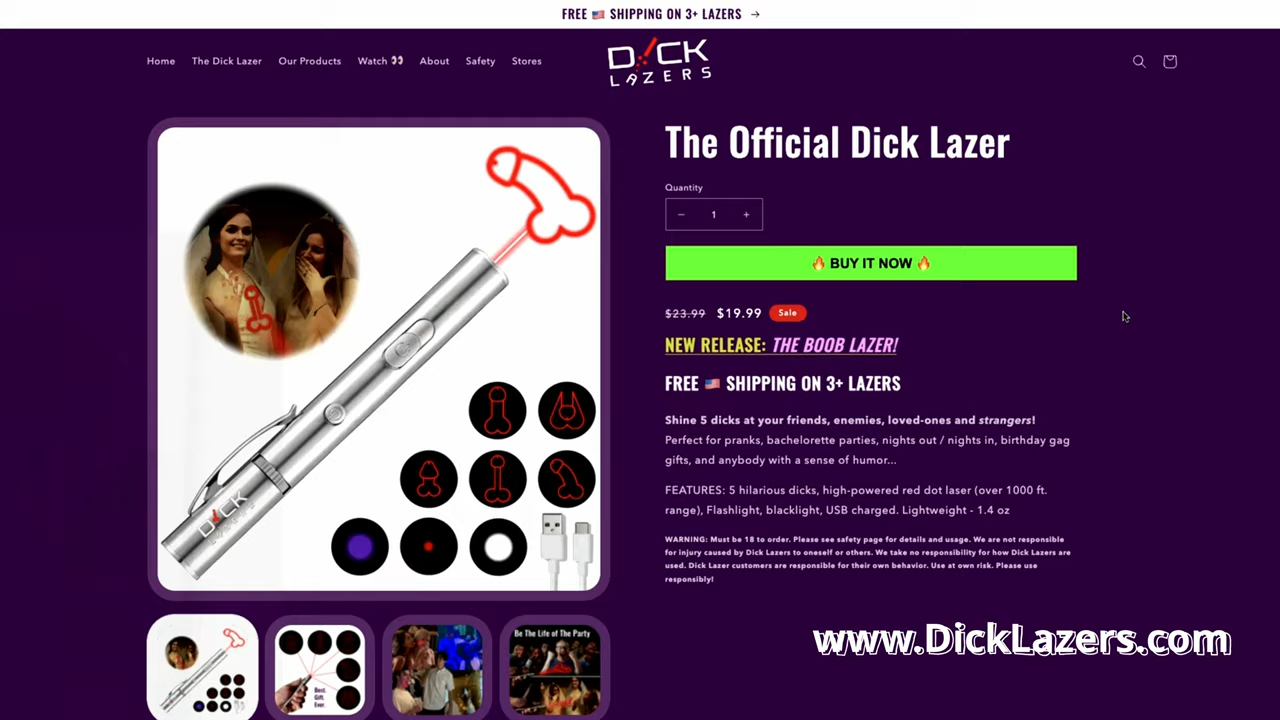 FREE 🇺🇸 SHIPPING ON 3+ LAZERS →
Home
The Dick Lazer
Our Products
Watch 👀
About
Safety
Stores
D!CK
LAZERS
The Official Dick Lazer
Quantity
− 1 +
🔥 BUY IT NOW 🔥
$23.99 $19.99 Sale
NEW RELEASE: THE BOOB LAZER!
FREE 🇺🇸 SHIPPING ON 3+ LAZERS
Shine 5 dicks at your friends, enemies, loved-ones and strangers!
Perfect for pranks, bachelorette parties, nights out / nights in, birthday gag
gifts, and anybody with a sense of humor...
FEATURES: 5 hilarious dicks, high-powered red dot laser (over 1000 ft.
range), Flashlight, blacklight, USB charged. Lightweight - 1.4 oz
WARNING: Must be 18 to order. Please see safety page for details and usage. We are not responsible
for injury caused by Dick Lazers to oneself or others. We take no responsibility for how Dick Lazers are
used. Dick Lazer customers are responsible for their own behavior. Use at own risk. Please use
responsibly!
D!CK
Best.
Gift.
Ever.
Be The Life of The Party
www.DickLazers.com